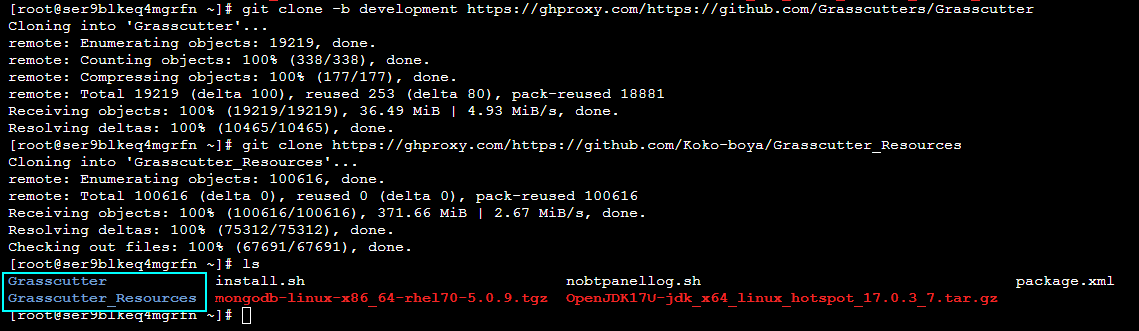 [root@ser9blkeq4mgrfn ~]# git clone -b development https://ghproxy.com/https://github.com/Grasscutters/Grasscutter
Cloning into 'Grasscutter'...
remote: Enumerating objects: 19219, done.
remote: Counting objects: 100% (338/338), done.
remote: Compressing objects: 100% (177/177), done.
remote: Total 19219 (delta 100), reused 253 (delta 80), pack-reused 18881
Receiving objects: 100% (19219/19219), 36.49 MiB | 4.93 MiB/s, done.
Resolving deltas: 100% (10465/10465), done.
[root@ser9blkeq4mgrfn ~]# git clone https://ghproxy.com/https://github.com/Koko-boya/Grasscutter_Resources
Cloning into 'Grasscutter_Resources'...
remote: Enumerating objects: 100616, done.
remote: Total 100616 (delta 0), reused 0 (delta 0), pack-reused 100616
Receiving objects: 100% (100616/100616), 371.66 MiB | 2.67 MiB/s, done.
Resolving deltas: 100% (75312/75312), done.
Checking out files: 100% (67691/67691), done.
[root@ser9blkeq4mgrfn ~]# ls
Grasscutter install.sh nobtpanellog.sh package.xml
Grasscutter_Resources mongodb-linux-x86_64-rhel70-5.0.9.tgz OpenJDK17U-jdk_x64_linux_hotspot_17.0.3_7.tar.gz
[root@ser9blkeq4mgrfn ~]#